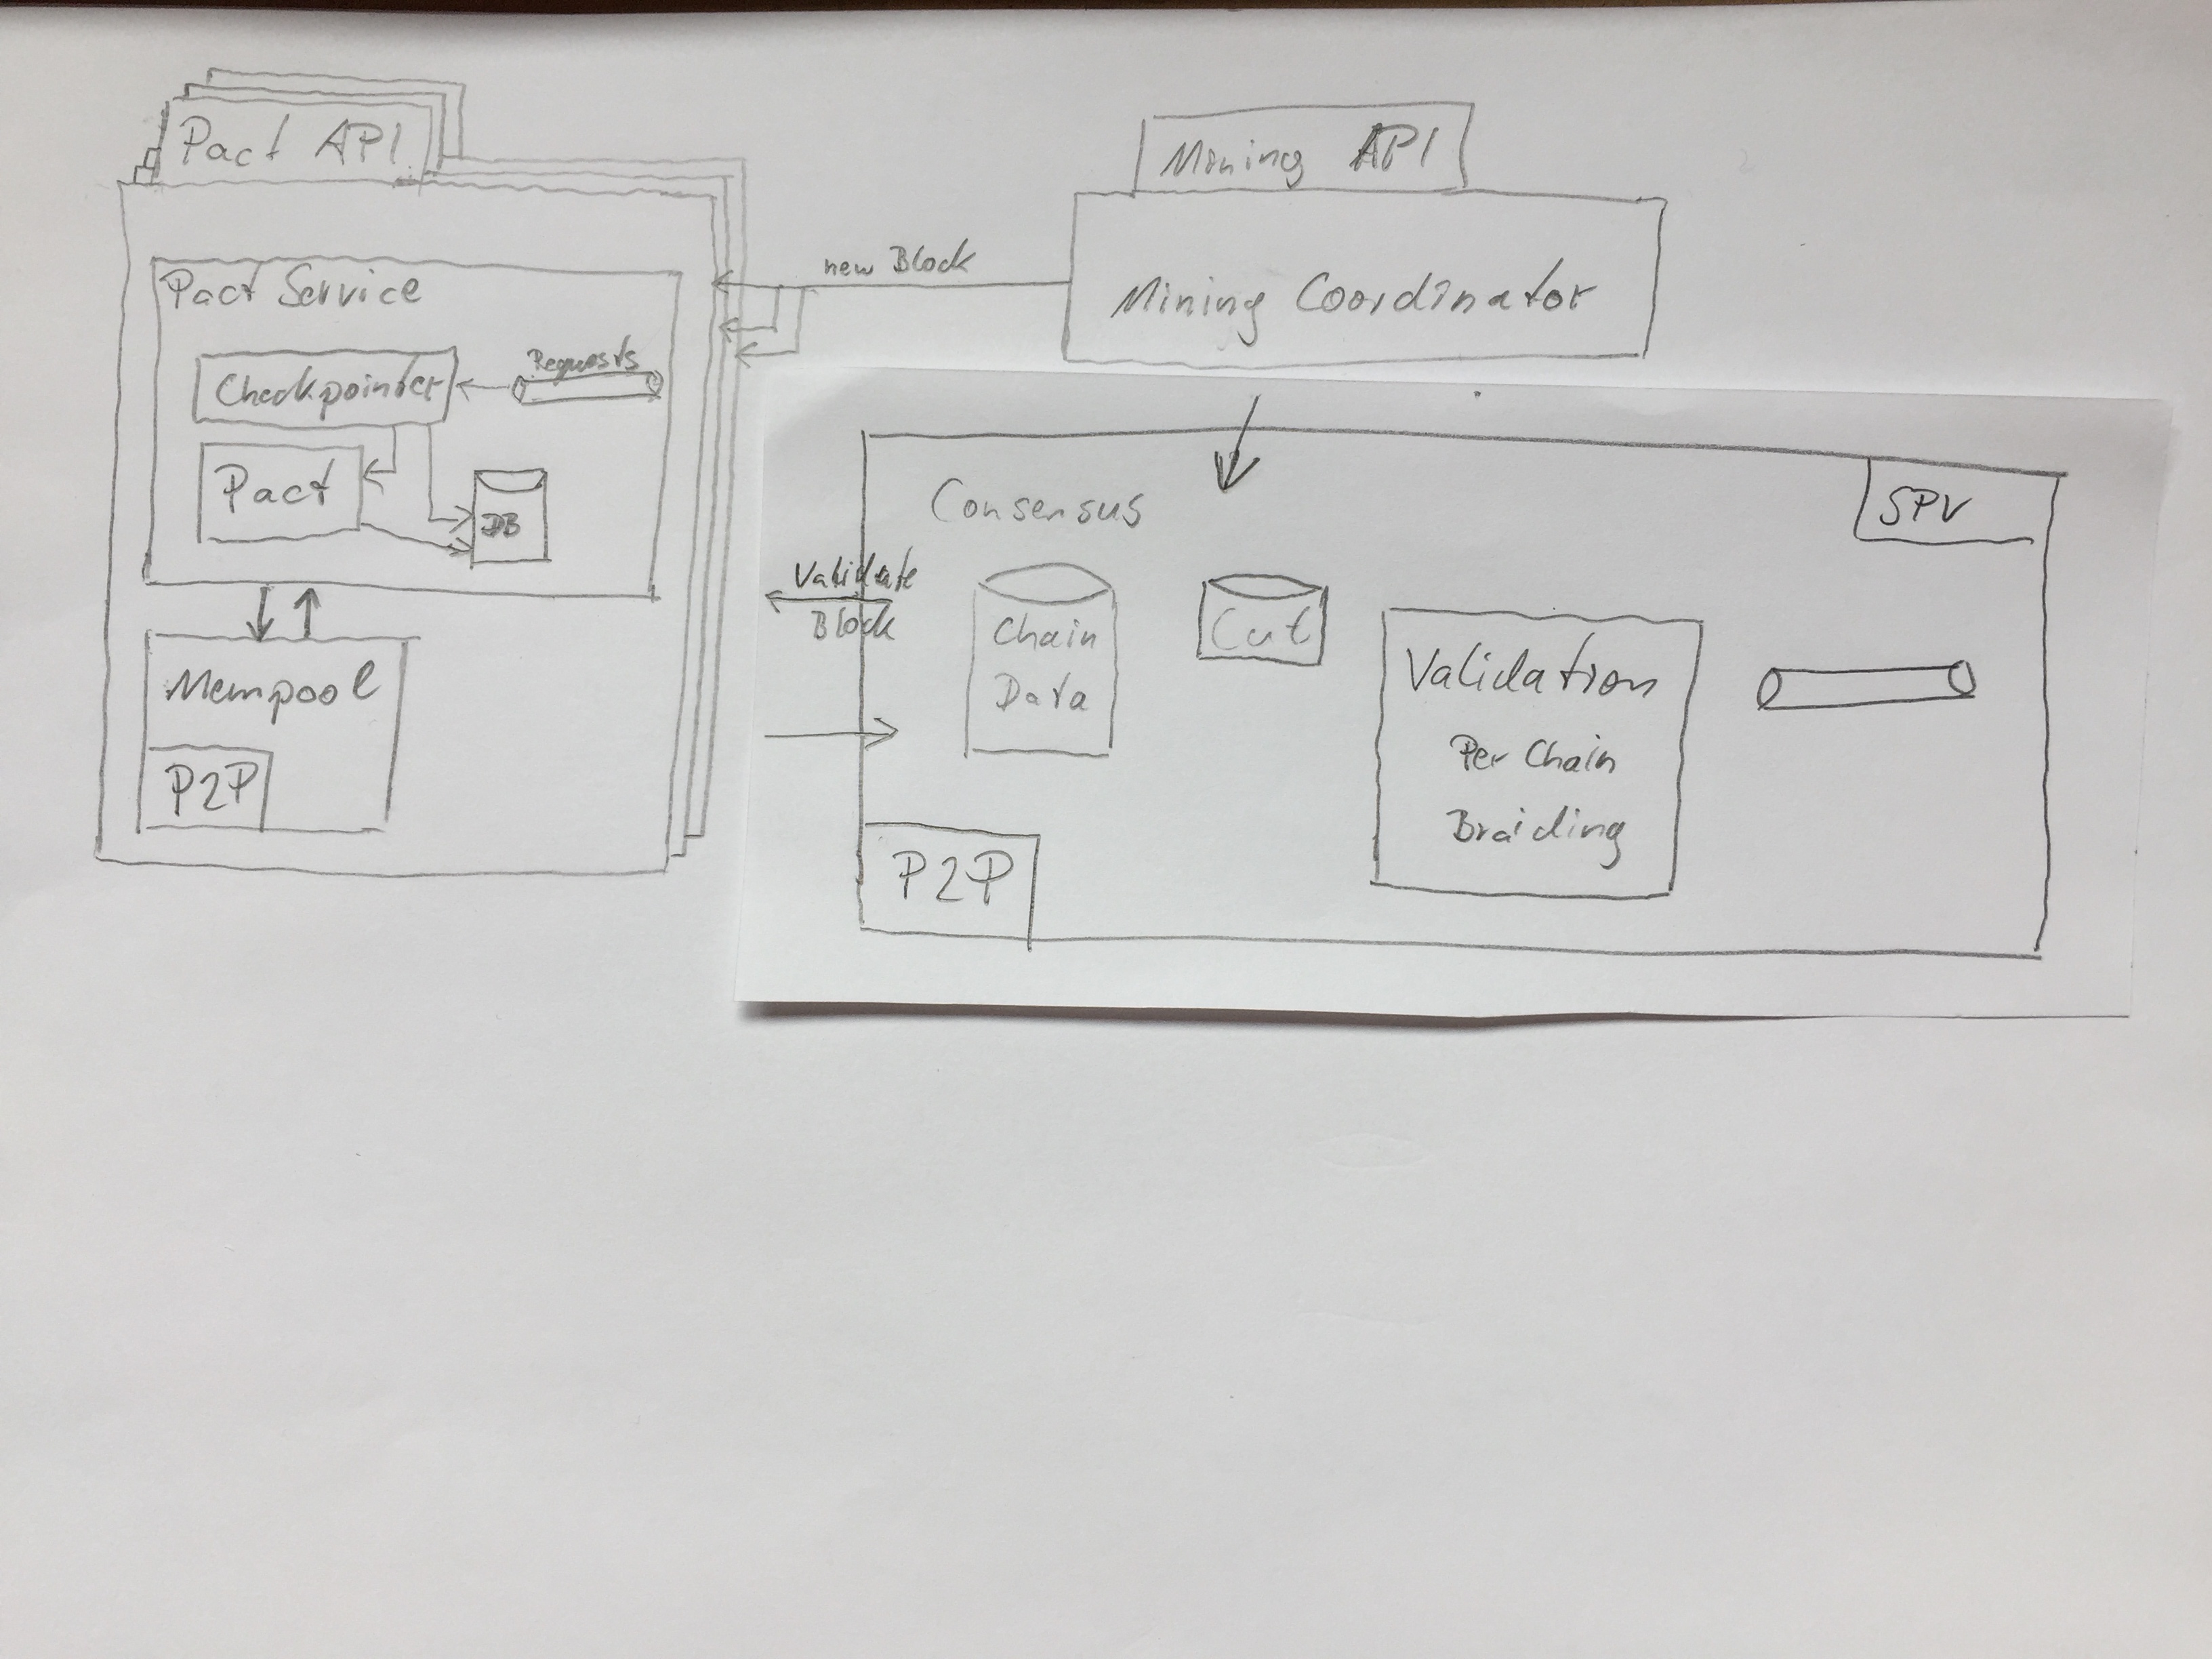 Pact API
Mining API
new Block
Mining Coordinator
Pact Service
Requests
Checkpointer
Pact
DB
Mempool
P2P
Consensus
SPV
Validate
Block
Chain
Data
Cut
Validation
Per Chain
Braiding
P2P